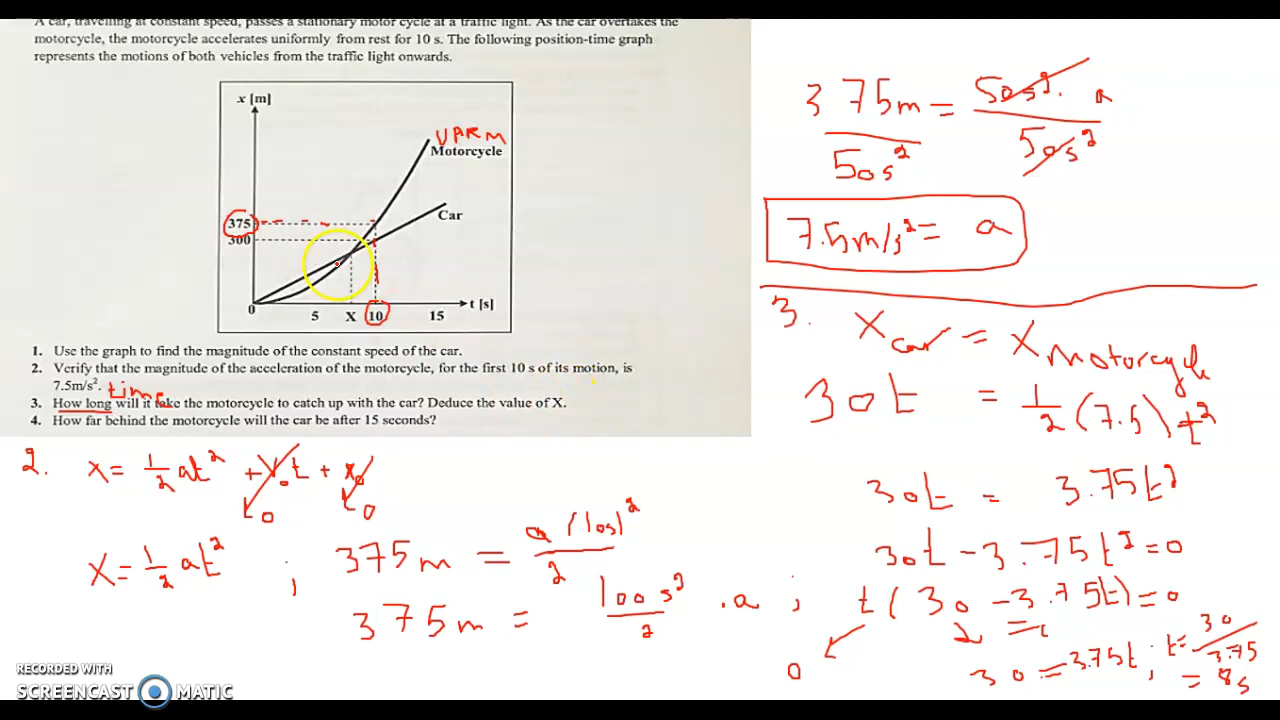 A car, travelling at constant speed, passes a stationary motor cycle at a traffic light. As the car overtakes the
motorcycle, the motorcycle accelerates uniformly from rest for 10 s. The following position-time graph
represents the motions of both vehicles from the traffic light onwards.
x [m]
UARM
Motorcycle
Car
375
300
0
t [s]
5 X 10 15
1. Use the graph to find the magnitude of the constant speed of the car.
2. Verify that the magnitude of the acceleration of the motorcycle, for the first 10 s of its motion, is
7.5m/s².
time
3. How long will it take the motorcycle to catch up with the car? Deduce the value of X.
4. How far behind the motorcycle will the car be after 15 seconds?
2. x = 1/2 at² + V₀t + x₀
0 0
x = 1/2 at² ; 375m = a (10s)²/2
375m = 100s²/2 .a ;
375m/50s² = 50s². a/50s²
7.5m/s² = a
3. Xcar = Xmotorcycle
30t = 1/2 (7.5) t²
30t = 3.75t²
30t - 3.75t² = 0
t(30 - 3.75t) = 0
0
30 = 3.75t ; t = 30/3.75
= 8s
RECORDED WITH
SCREENCAST MATIC